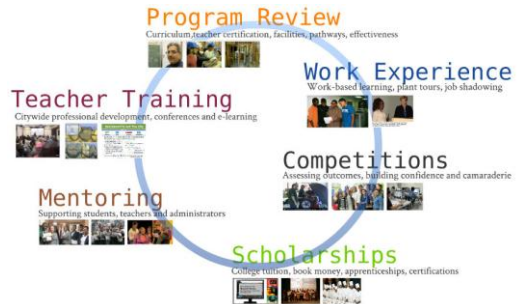 Program Review
Curriculum,teacher certification, facilities, pathways, effectiveness
Work Experience
Work-based learning, plant tours, job shadowing
Teacher Training
Citywide professional development, conferences and e-learning
Competitions
Assessing outcomes, building confidence and camaraderie
Mentoring
Supporting students, teachers and administrators
Scholarships
College tuition, book money, apprenticeships, certifications